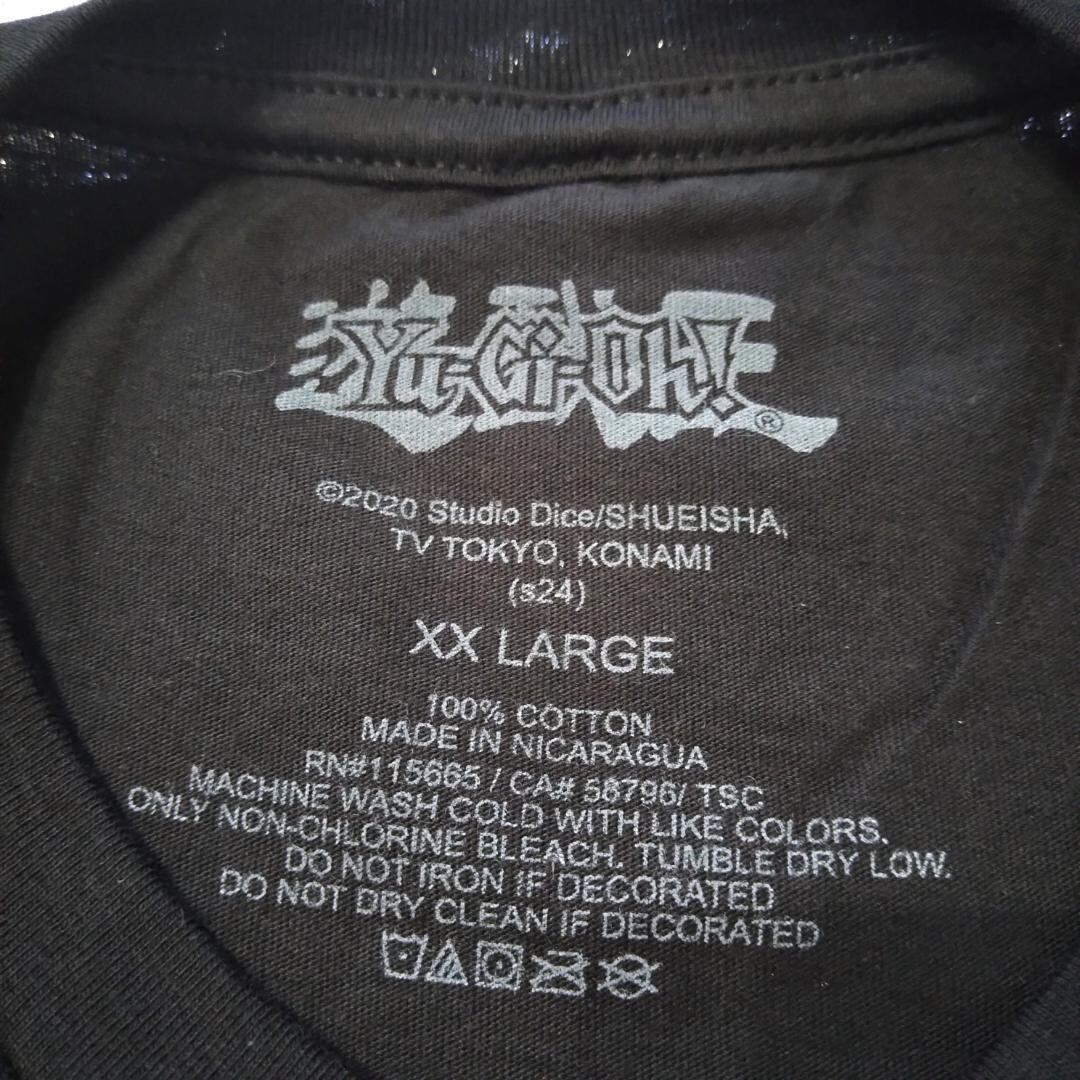 遊戯王
Yu-Gi-Oh!®
©2020 Studio Dice/SHUEISHA,
TV TOKYO, KONAMI
(s24)
XX LARGE
100% COTTON
MADE IN NICARAGUA
RN#115665 / CA# 58796/ TSC
MACHINE WASH COLD WITH LIKE COLORS.
ONLY NON-CHLORINE BLEACH. TUMBLE DRY LOW.
DO NOT IRON IF DECORATED
DO NOT DRY CLEAN IF DECORATED